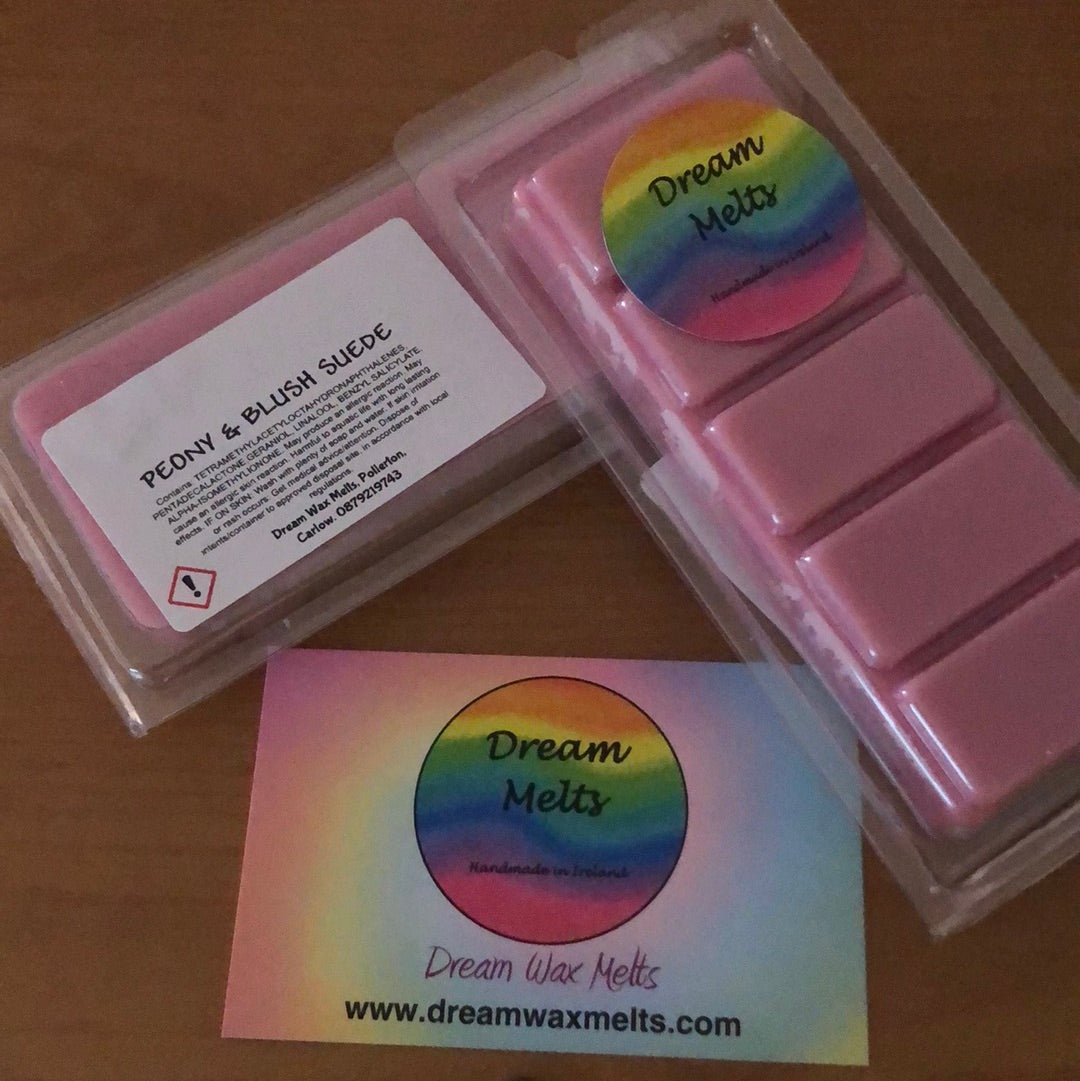 Dream
Melts
Handmade in Ireland
PEONY & BLUSH SUEDE
Contains: TETRAMETHYLACETYLOCTAHYDRONAPHTHALENES,
PENTADECALACTONE,GERANIOL, LINALOOL, BENZYL SALICYLATE,
ALPHA-ISOMETHYLIONONE. May produce an allergic reaction. May
cause an allergic skin reaction. Harmful to aquatic life with long lasting
effects. IF ON SKIN: Wash with plenty of soap and water. If skin irritation
or rash occurs: Get medical advice/attention. Dispose of
ntents/container to approved disposal site, in accordance with local
regulations.
Dream Wax Melts, Pollerton,
Carlow. 0879219743
Dream
Melts
Handmade in Ireland
Dream Wax Melts
www.dreamwaxmelts.com